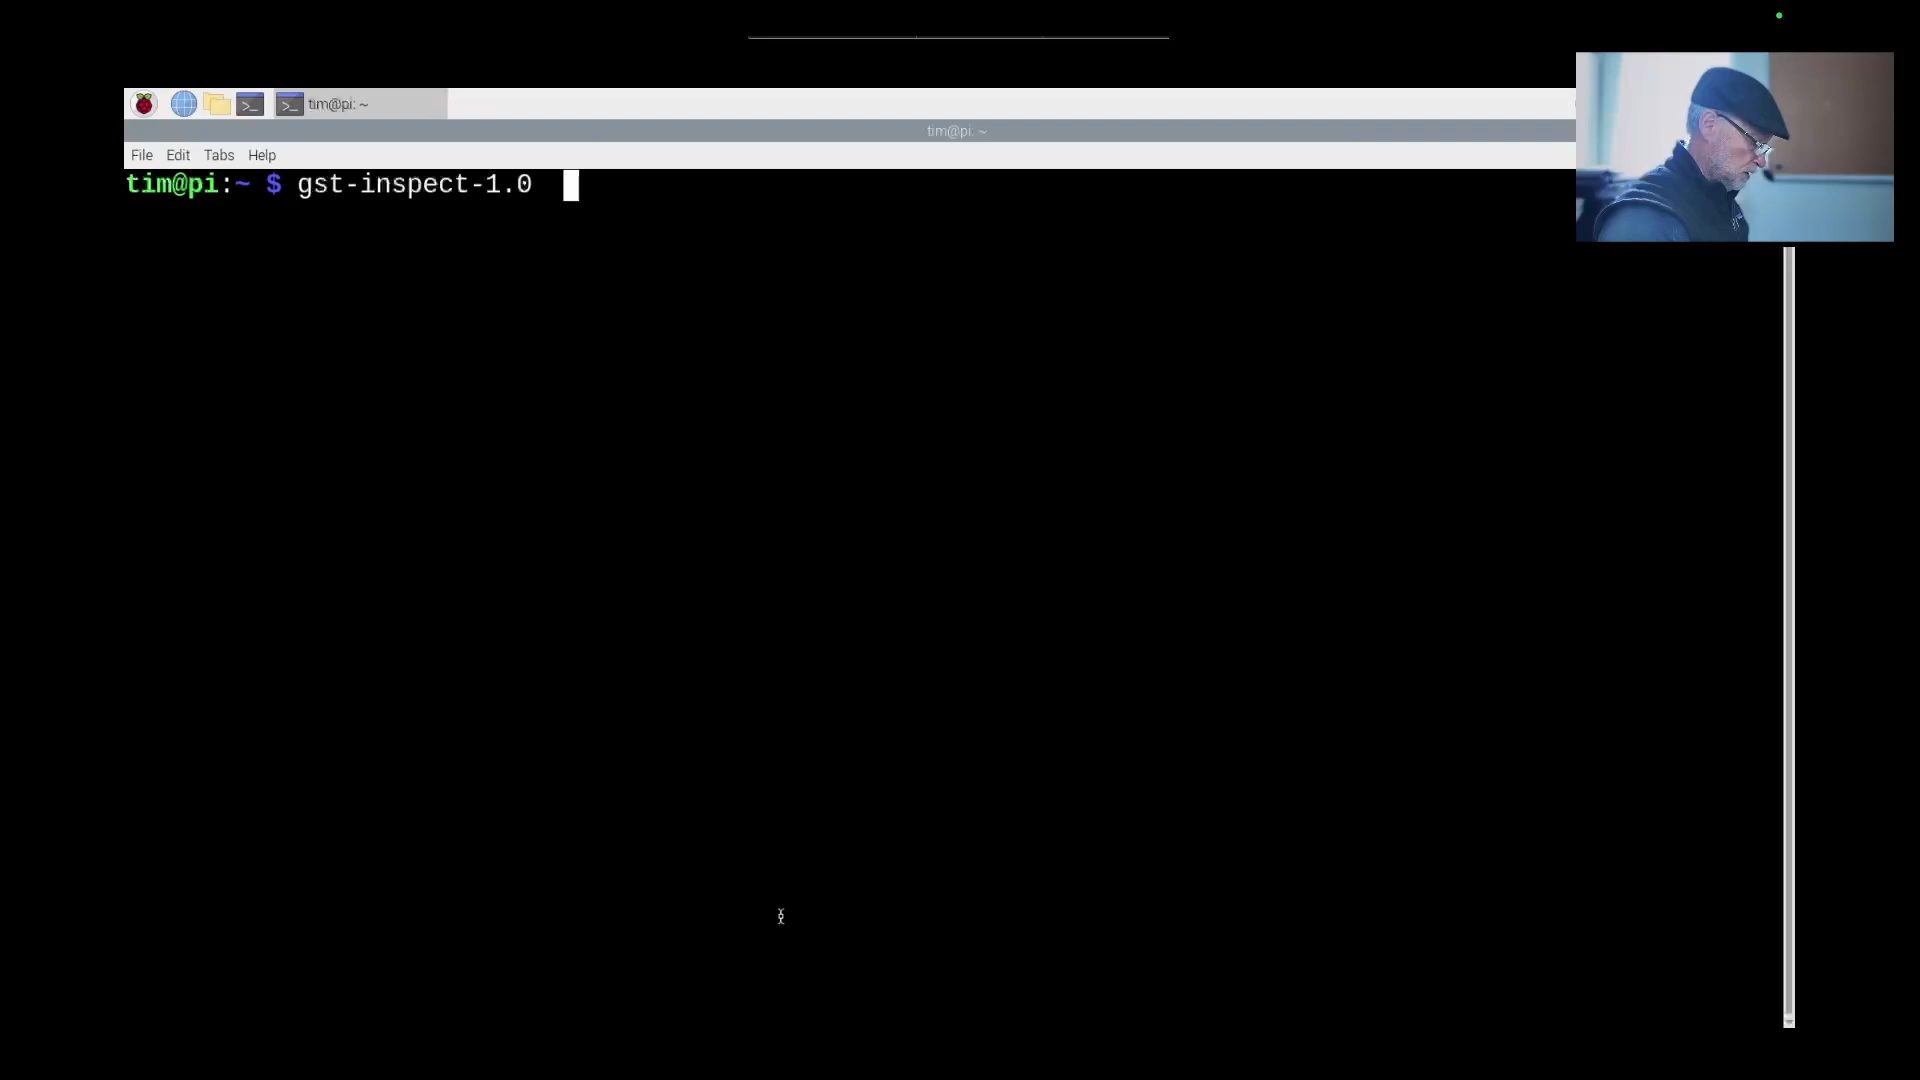 tim@pi: ~
tim@pi: ~
File Edit Tabs Help
tim@pi:~ $ gst-inspect-1.0